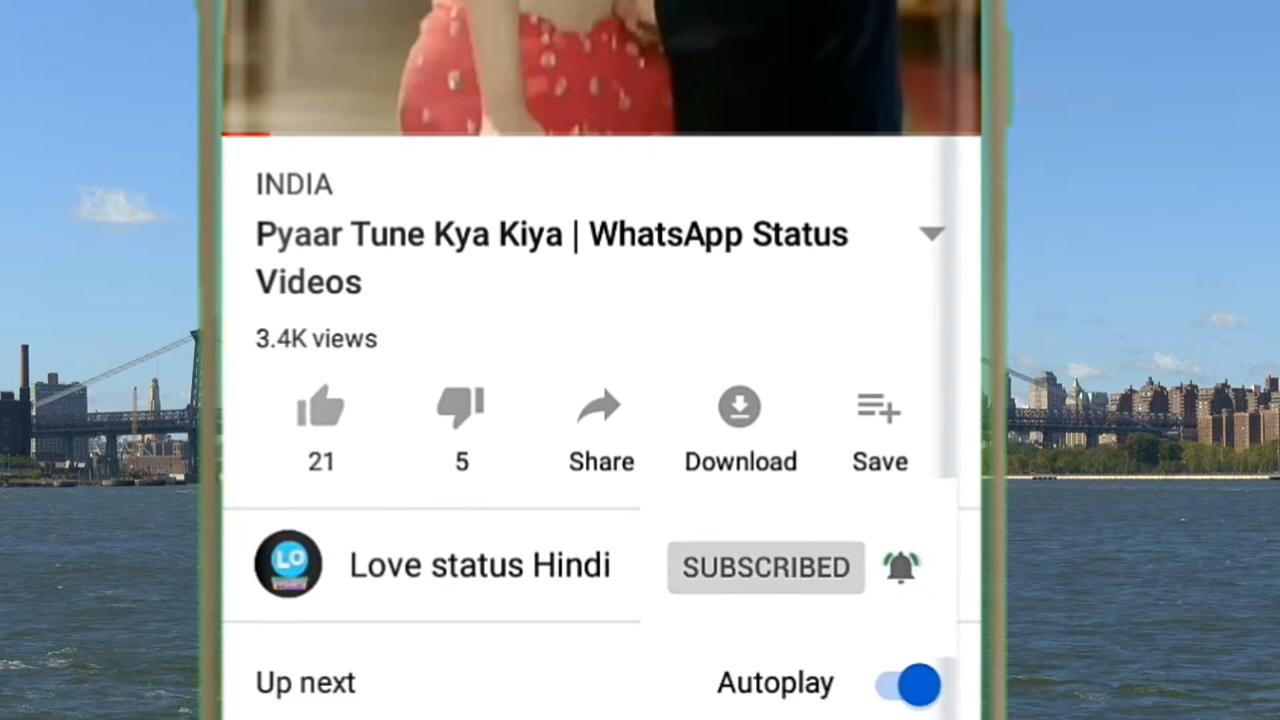 INDIA
Pyaar Tune Kya Kiya | WhatsApp Status
Videos
3.4K views
21 5 Share Download Save
LO
Love status Hindi SUBSCRIBED
Up next Autoplay